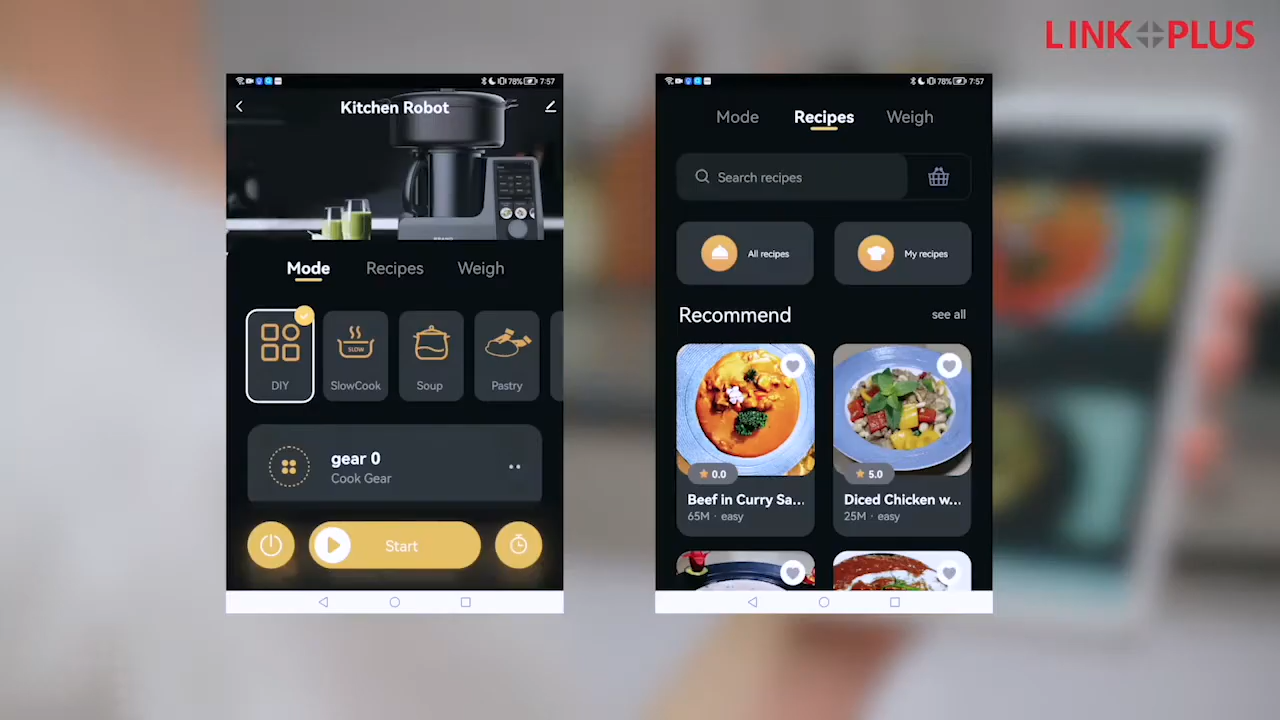 LINK PLUS
78% 7:57
Kitchen Robot
Mode Recipes Weigh
DIY
SLOW
SlowCook
Soup
Pastry
gear 0
Cook Gear
Start
78% 7:57
Mode Recipes Weigh
Search recipes
All recipes
My recipes
Recommend
see all
0.0
Beef in Curry Sa...
65M · easy
5.0
Diced Chicken w...
25M · easy